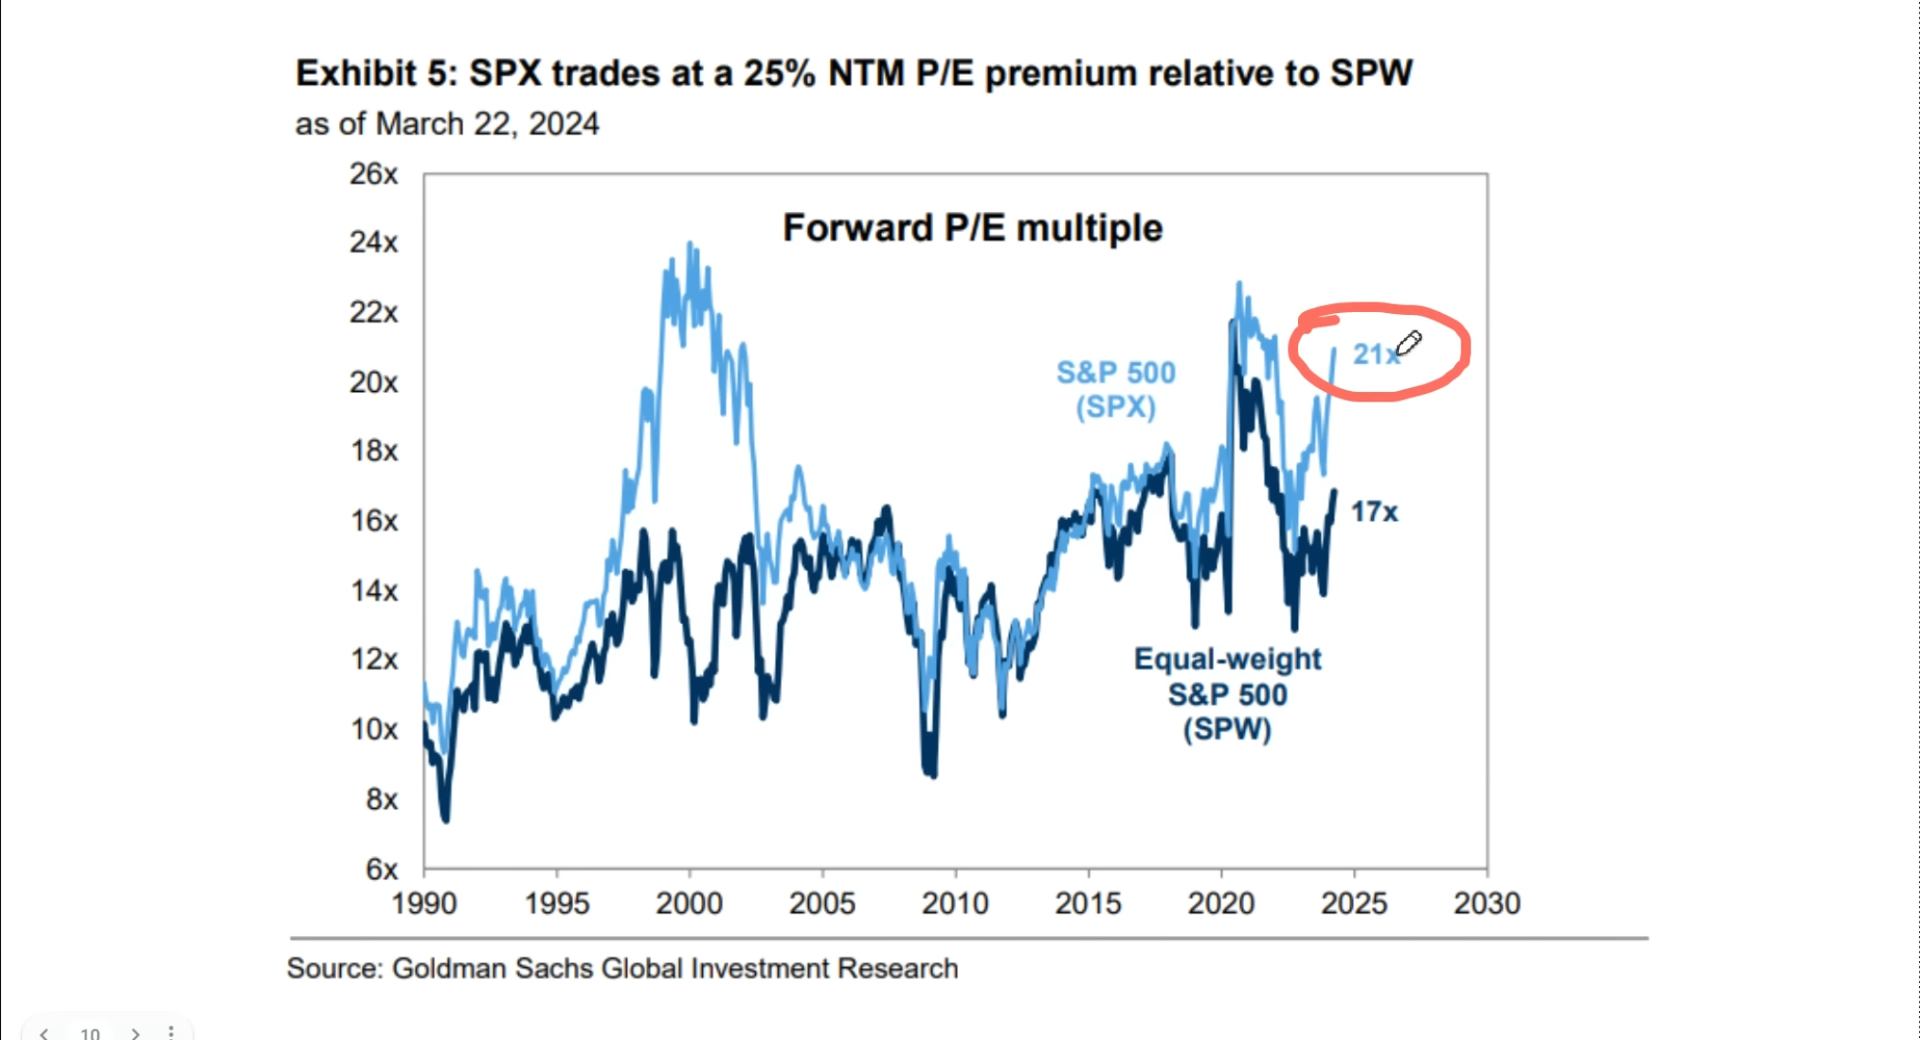 Exhibit 5: SPX trades at a 25% NTM P/E premium relative to SPW
as of March 22, 2024
26x
24x
22x
20x
18x
16x
14x
12x
10x
8x
6x
Forward P/E multiple
S&P 500
(SPX)
21x
17x
Equal-weight
S&P 500
(SPW)
1990 1995 2000 2005 2010 2015 2020 2025 2030
Source: Goldman Sachs Global Investment Research
10